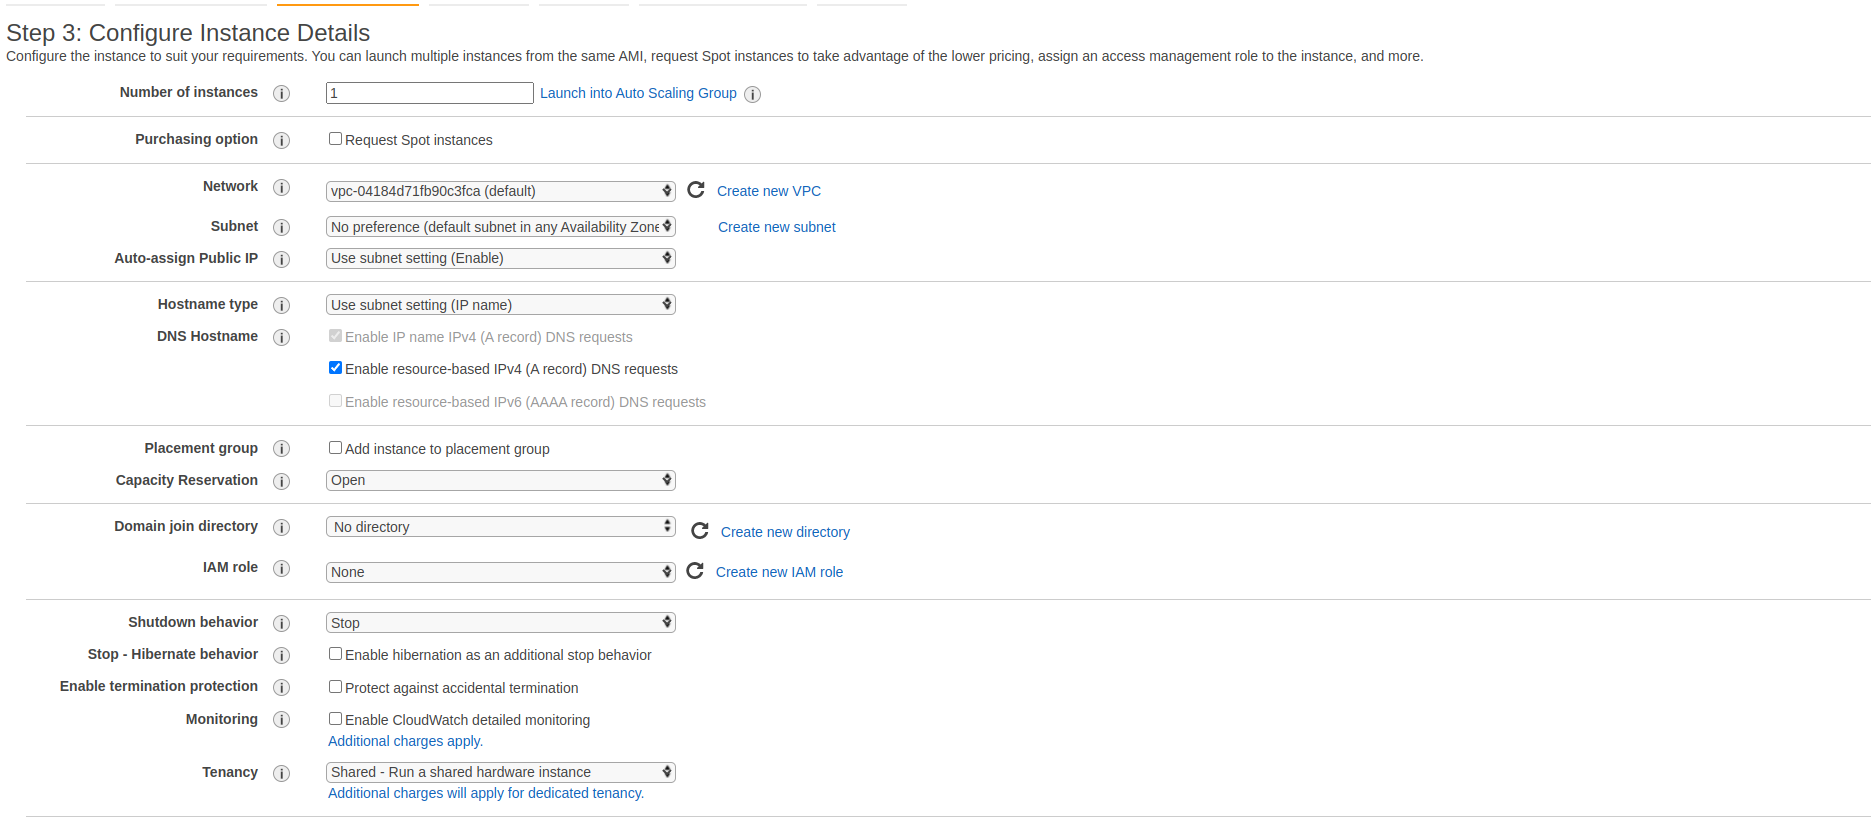 Step 3: Configure Instance Details
Configure the instance to suit your requirements. You can launch multiple instances from the same AMI, request Spot instances to take advantage of the lower pricing, assign an access management role to the instance, and more.
Number of instances 1 Launch into Auto Scaling Group
Purchasing option Request Spot instances
Network vpc-04184d71fb90c3fca (default) Create new VPC
Subnet No preference (default subnet in any Availability Zone Create new subnet
Auto-assign Public IP Use subnet setting (Enable)
Hostname type Use subnet setting (IP name)
DNS Hostname Enable IP name IPv4 (A record) DNS requests
Enable resource-based IPv4 (A record) DNS requests
Enable resource-based IPv6 (AAAA record) DNS requests
Placement group Add instance to placement group
Capacity Reservation Open
Domain join directory No directory Create new directory
IAM role None Create new IAM role
Shutdown behavior Stop
Stop - Hibernate behavior Enable hibernation as an additional stop behavior
Enable termination protection Protect against accidental termination
Monitoring Enable CloudWatch detailed monitoring
Additional charges apply.
Tenancy Shared - Run a shared hardware instance
Additional charges will apply for dedicated tenancy.